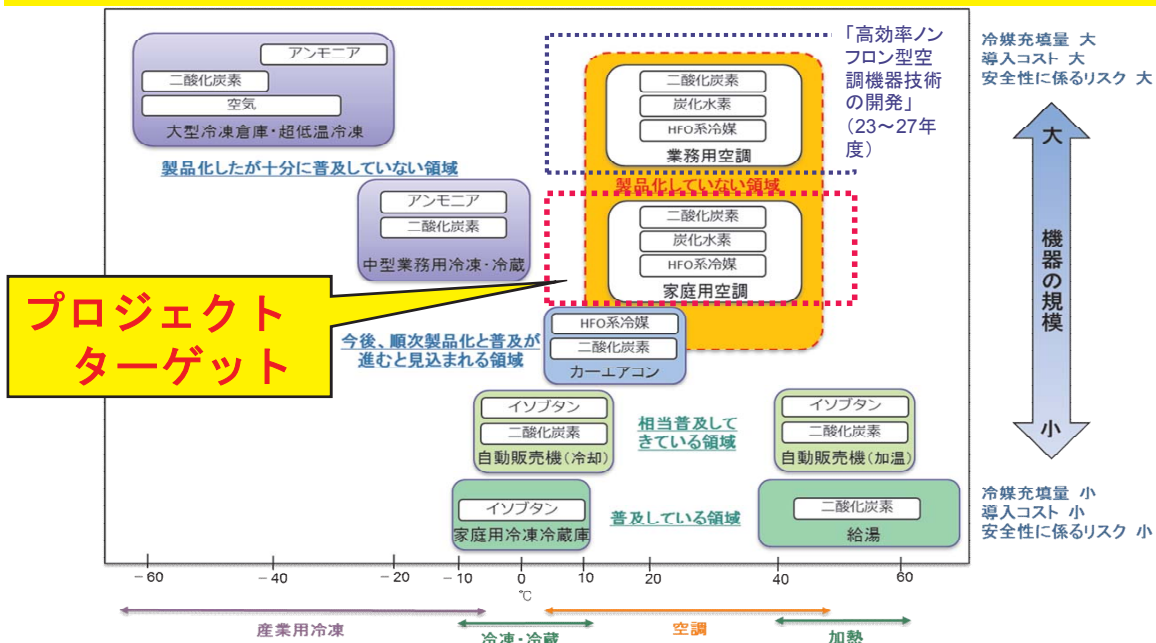 アンモニア
二酸化炭素
空気
大型冷凍倉庫・超低温冷凍
製品化したが十分に普及していない領域
アンモニア
二酸化炭素
中型業務用冷凍・冷蔵
二酸化炭素
炭化水素
HFO系冷媒
業務用空調
製品化していない領域
二酸化炭素
炭化水素
HFO系冷媒
家庭用空調
「高効率ノン
フロン型空
調機器技術
の開発」
(23~27年
度)
冷媒充填量 大
導入コスト 大
安全性に係るリスク 大
大
機器の規模
小
冷媒充填量 小
導入コスト 小
安全性に係るリスク 小
プロジェクト
ターゲット
今後、順次製品化と普及が
進むと見込まれる領域
HFO系冷媒
二酸化炭素
カーエアコン
イソブタン
二酸化炭素
自動販売機(冷却)
相当普及して
きている領域
イソブタン
二酸化炭素
自動販売機(加温)
イソブタン
家庭用冷凍冷蔵庫
普及している領域
二酸化炭素
給湯
-60 -40 -20 -10 0 10 20 40 60
℃
産業用冷凍 冷凍・冷蔵 空調 加熱